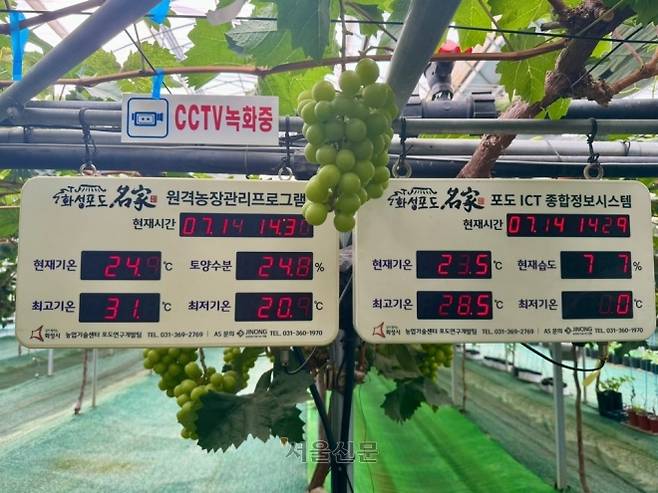 CCTV녹화중
화성포도 名家 원격농장관리프로그램
현재시간 07.14 14.30
현재기온 24.9 ℃ 토양수분 24.8 %
최고기온 31. ℃ 최저기온 20.9 ℃
화성시 농업기술센터 포도연구개발팀 TEL. 031-369-2769 AS 문의 JINONG TEL. 031-360-1970
화성포도 名家 포도 ICT 종합정보시스템
현재시간 07.14 1429
현재기온 23.5 ℃ 현재습도 77 %
최고기온 28.5 ℃ 최저기온 0.0 ℃
화성시 농업기술센터 포도연구개발팀 TEL. 031-369-2769 AS 문의 JINONG TEL. 031-360-1970
서울신문